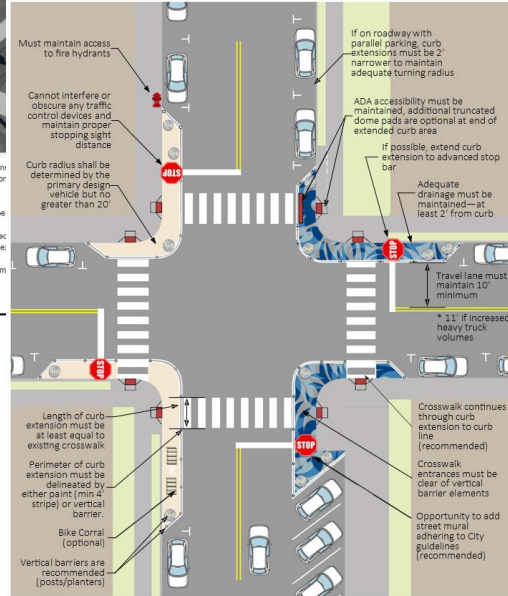 Must maintain access
to fire hydrants
Cannot interfere or
obscure any traffic
control devices and
maintain proper
stopping sight
distance
Curb radius shall be
determined by the
primary design
vehicle but no
greater than 20'
If on roadway with
parallel parking, curb
extensions must be 2'
narrower to maintain
adequate turning radius
ADA accessibility must be
maintained, additional truncated
dome pads are optional at end of
extended curb area
If possible, extend curb
extension to advanced stop
bar
Adequate
drainage must be
maintained—at
least 2' from curb
STOP
STOP
Travel lane must
maintain 10'
minimum
* 11' if increased
heavy truck
volumes
STOP
STOP
Length of curb
extension must be
at least equal to
existing crosswalk
Perimeter of curb
extension must be
delineated by
either paint (min 4'
stripe) or vertical
barrier.
Bike Corral
(optional)
Vertical barriers are
recommended
(posts/planters)
Crosswalk continues
through curb
extension to curb
line
(recommended)
Crosswalk
entrances must be
clear of vertical
barrier elements
Opportunity to add
street mural
adhering to City
guidelines
(recommended)